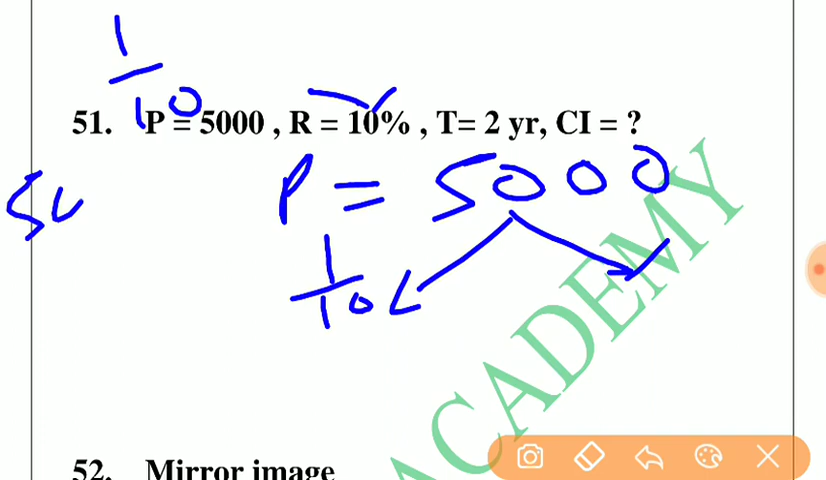 1
10
51. P = 5000 , R = 10% , T= 2 yr, CI = ?
P = 5000
1
10
ACADEMY
52. Mirror image